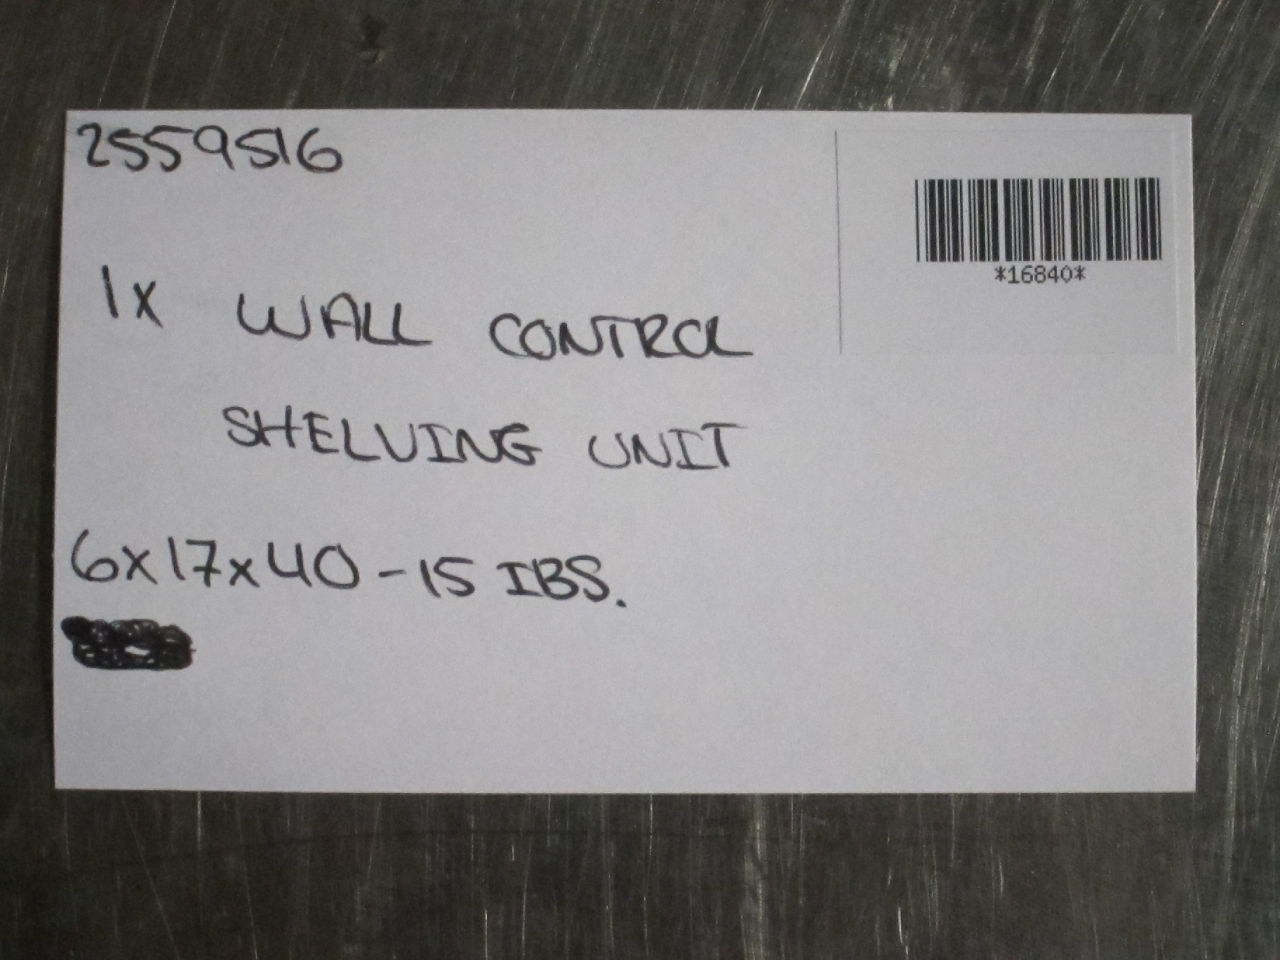 2559516
*16840*
1x WALL CONTROL
SHELVING UNIT
6x17x40-15 IBS.